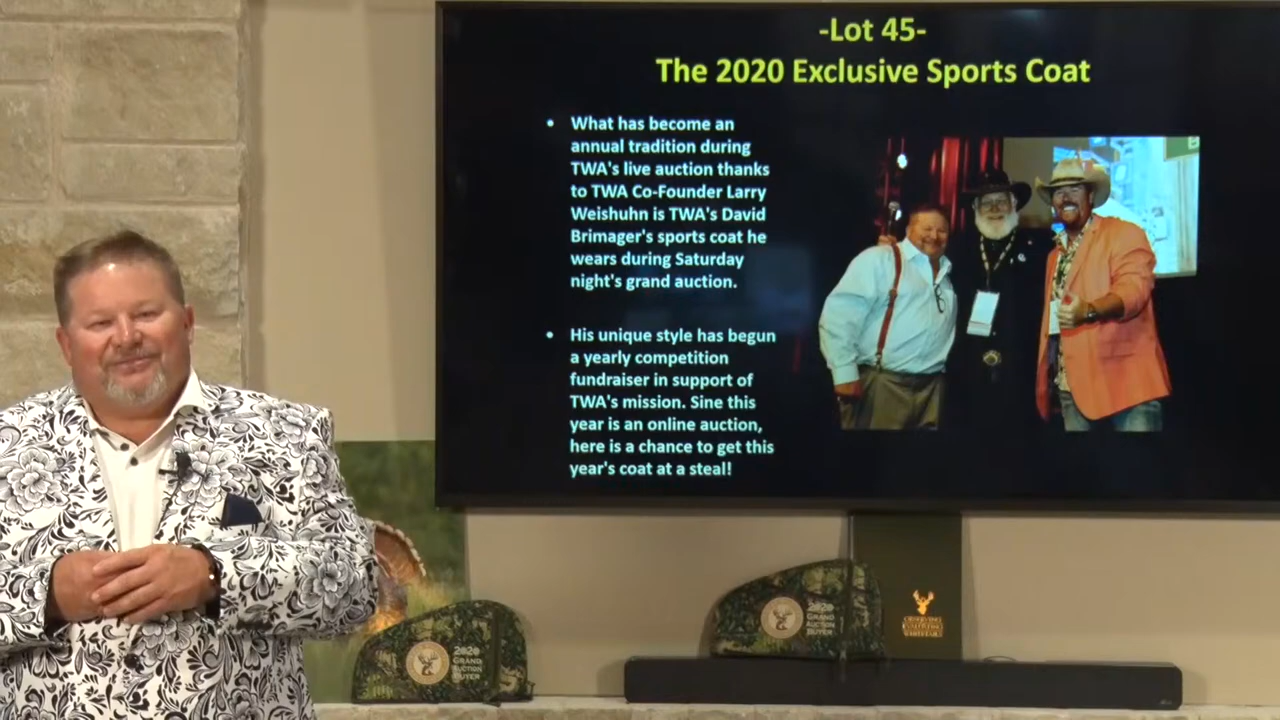 -Lot 45-
The 2020 Exclusive Sports Coat
• What has become an
annual tradition during
TWA's live auction thanks
to TWA Co-Founder Larry
Weishuhn is TWA's David
Brimager's sports coat he
wears during Saturday
night's grand auction.
• His unique style has begun
a yearly competition
fundraiser in support of
TWA's mission. Sine this
year is an online auction,
here is a chance to get this
year's coat at a steal!
2020
GRAND
AUCTION
BUYER
2020
GRAND
AUCTION
BUYER